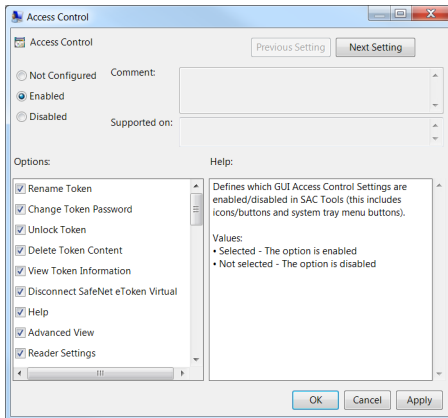 Access Control
Access Control
Previous Setting
Next Setting
Not Configured
Comment:
Enabled
Disabled
Supported on:
Options:
Help:
Rename Token
Change Token Password
Unlock Token
Delete Token Content
View Token Information
Disconnect SafeNet eToken Virtual
Help
Advanced View
Reader Settings
Defines which GUI Access Control Settings are
enabled/disabled in SAC Tools (this includes
icons/buttons and system tray menu buttons).
Values:
• Selected - The option is enabled
• Not selected - The option is disabled
OK
Cancel
Apply